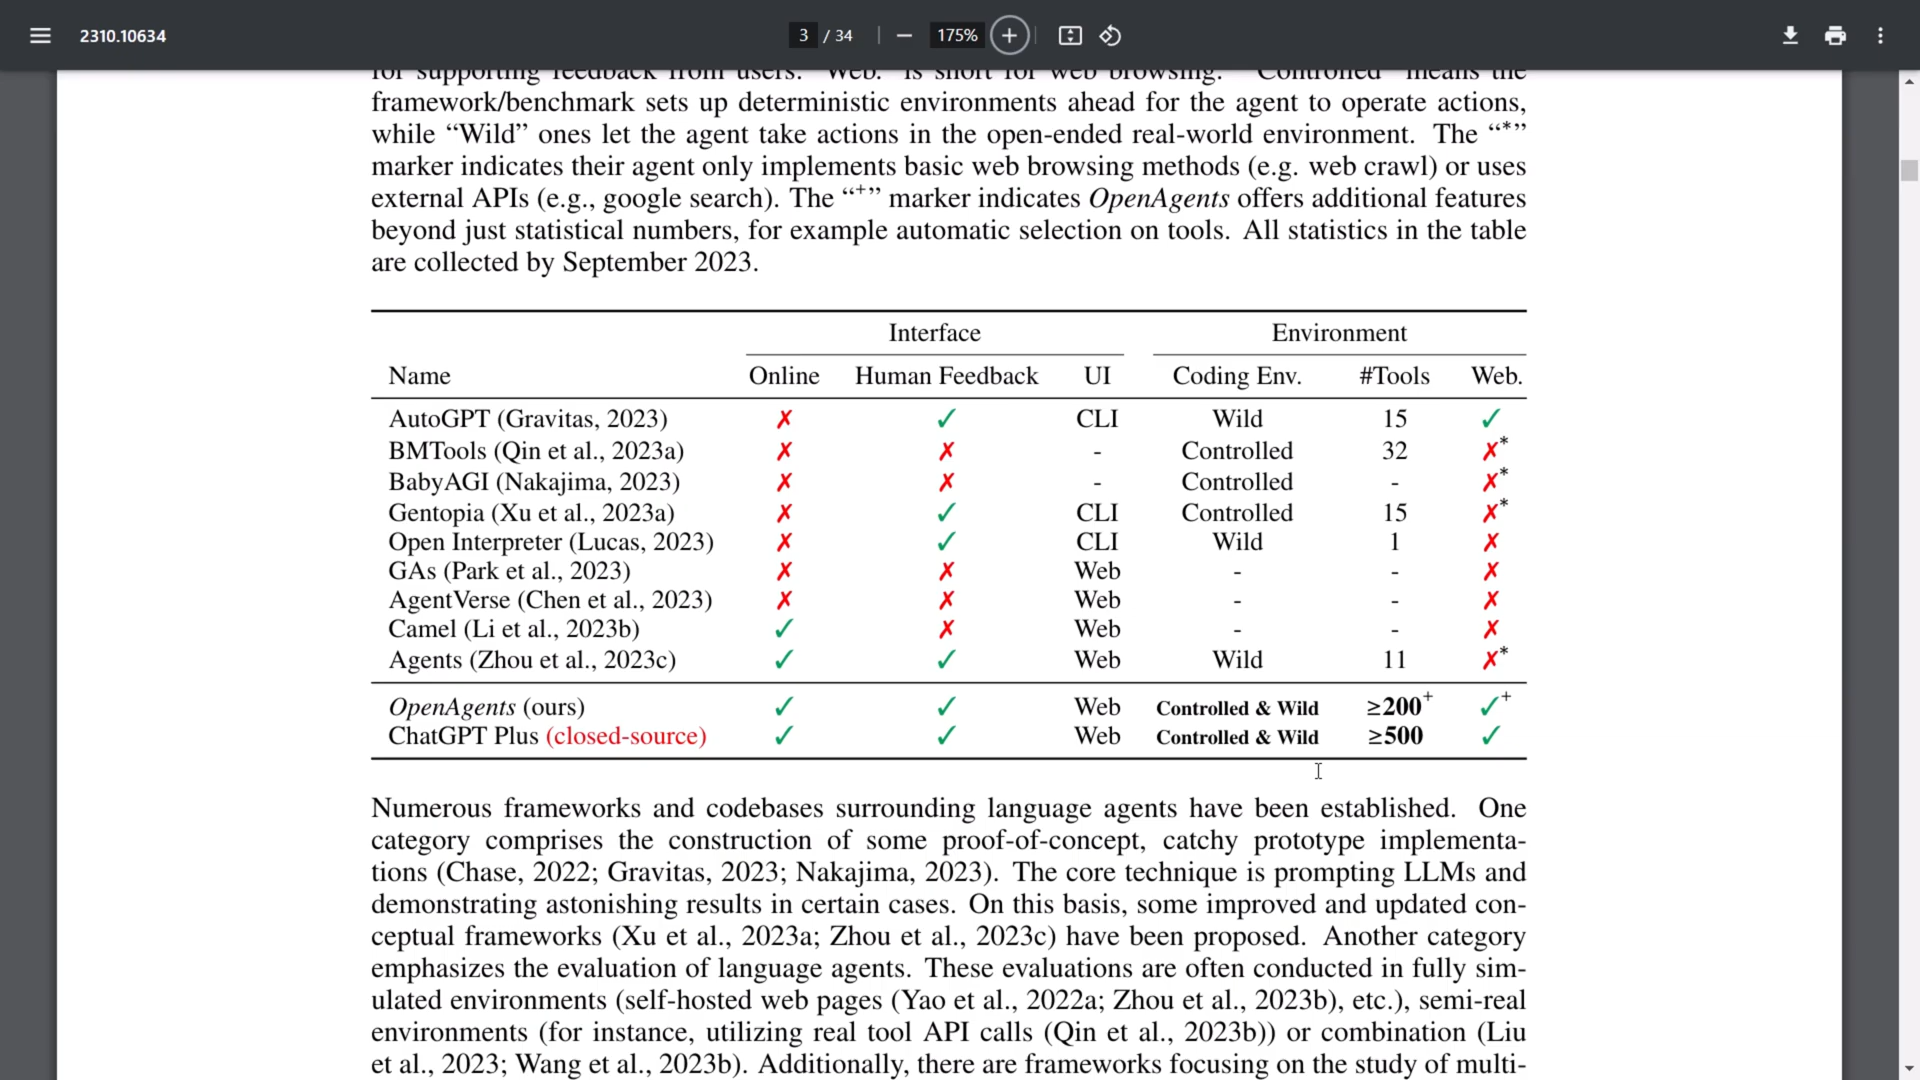 2310.10634
3 / 34
175%
for supporting feedback from users. “Web.” is short for web browsing. “Controlled” means the
framework/benchmark sets up deterministic environments ahead for the agent to operate actions,
while “Wild” ones let the agent take actions in the open-ended real-world environment. The “*”
marker indicates their agent only implements basic web browsing methods (e.g. web crawl) or uses
external APIs (e.g., google search). The “+” marker indicates OpenAgents offers additional features
beyond just statistical numbers, for example automatic selection on tools. All statistics in the table
are collected by September 2023.
Interface Environment
Name Online Human Feedback UI Coding Env. #Tools Web.
AutoGPT (Gravitas, 2023) ✗ ✓ CLI Wild 15 ✓
BMTools (Qin et al., 2023a) ✗ ✗ - Controlled 32 ✗*
BabyAGI (Nakajima, 2023) ✗ ✗ - Controlled - ✗*
Gentopia (Xu et al., 2023a) ✗ ✓ CLI Controlled 15 ✗*
Open Interpreter (Lucas, 2023) ✗ ✓ CLI Wild 1 ✗
GAs (Park et al., 2023) ✗ ✗ Web - - ✗
AgentVerse (Chen et al., 2023) ✗ ✗ Web - - ✗
Camel (Li et al., 2023b) ✓ ✗ Web - - ✗
Agents (Zhou et al., 2023c) ✓ ✓ Web Wild 11 ✗*
OpenAgents (ours) ✓ ✓ Web Controlled & Wild ≥200+ ✓+
ChatGPT Plus (closed-source) ✓ ✓ Web Controlled & Wild ≥500 ✓
Numerous frameworks and codebases surrounding language agents have been established. One
category comprises the construction of some proof-of-concept, catchy prototype implementa-
tions (Chase, 2022; Gravitas, 2023; Nakajima, 2023). The core technique is prompting LLMs and
demonstrating astonishing results in certain cases. On this basis, some improved and updated con-
ceptual frameworks (Xu et al., 2023a; Zhou et al., 2023c) have been proposed. Another category
emphasizes the evaluation of language agents. These evaluations are often conducted in fully sim-
ulated environments (self-hosted web pages (Yao et al., 2022a; Zhou et al., 2023b), etc.), semi-real
environments (for instance, utilizing real tool API calls (Qin et al., 2023b)) or combination (Liu
et al., 2023; Wang et al., 2023b). Additionally, there are frameworks focusing on the study of multi-